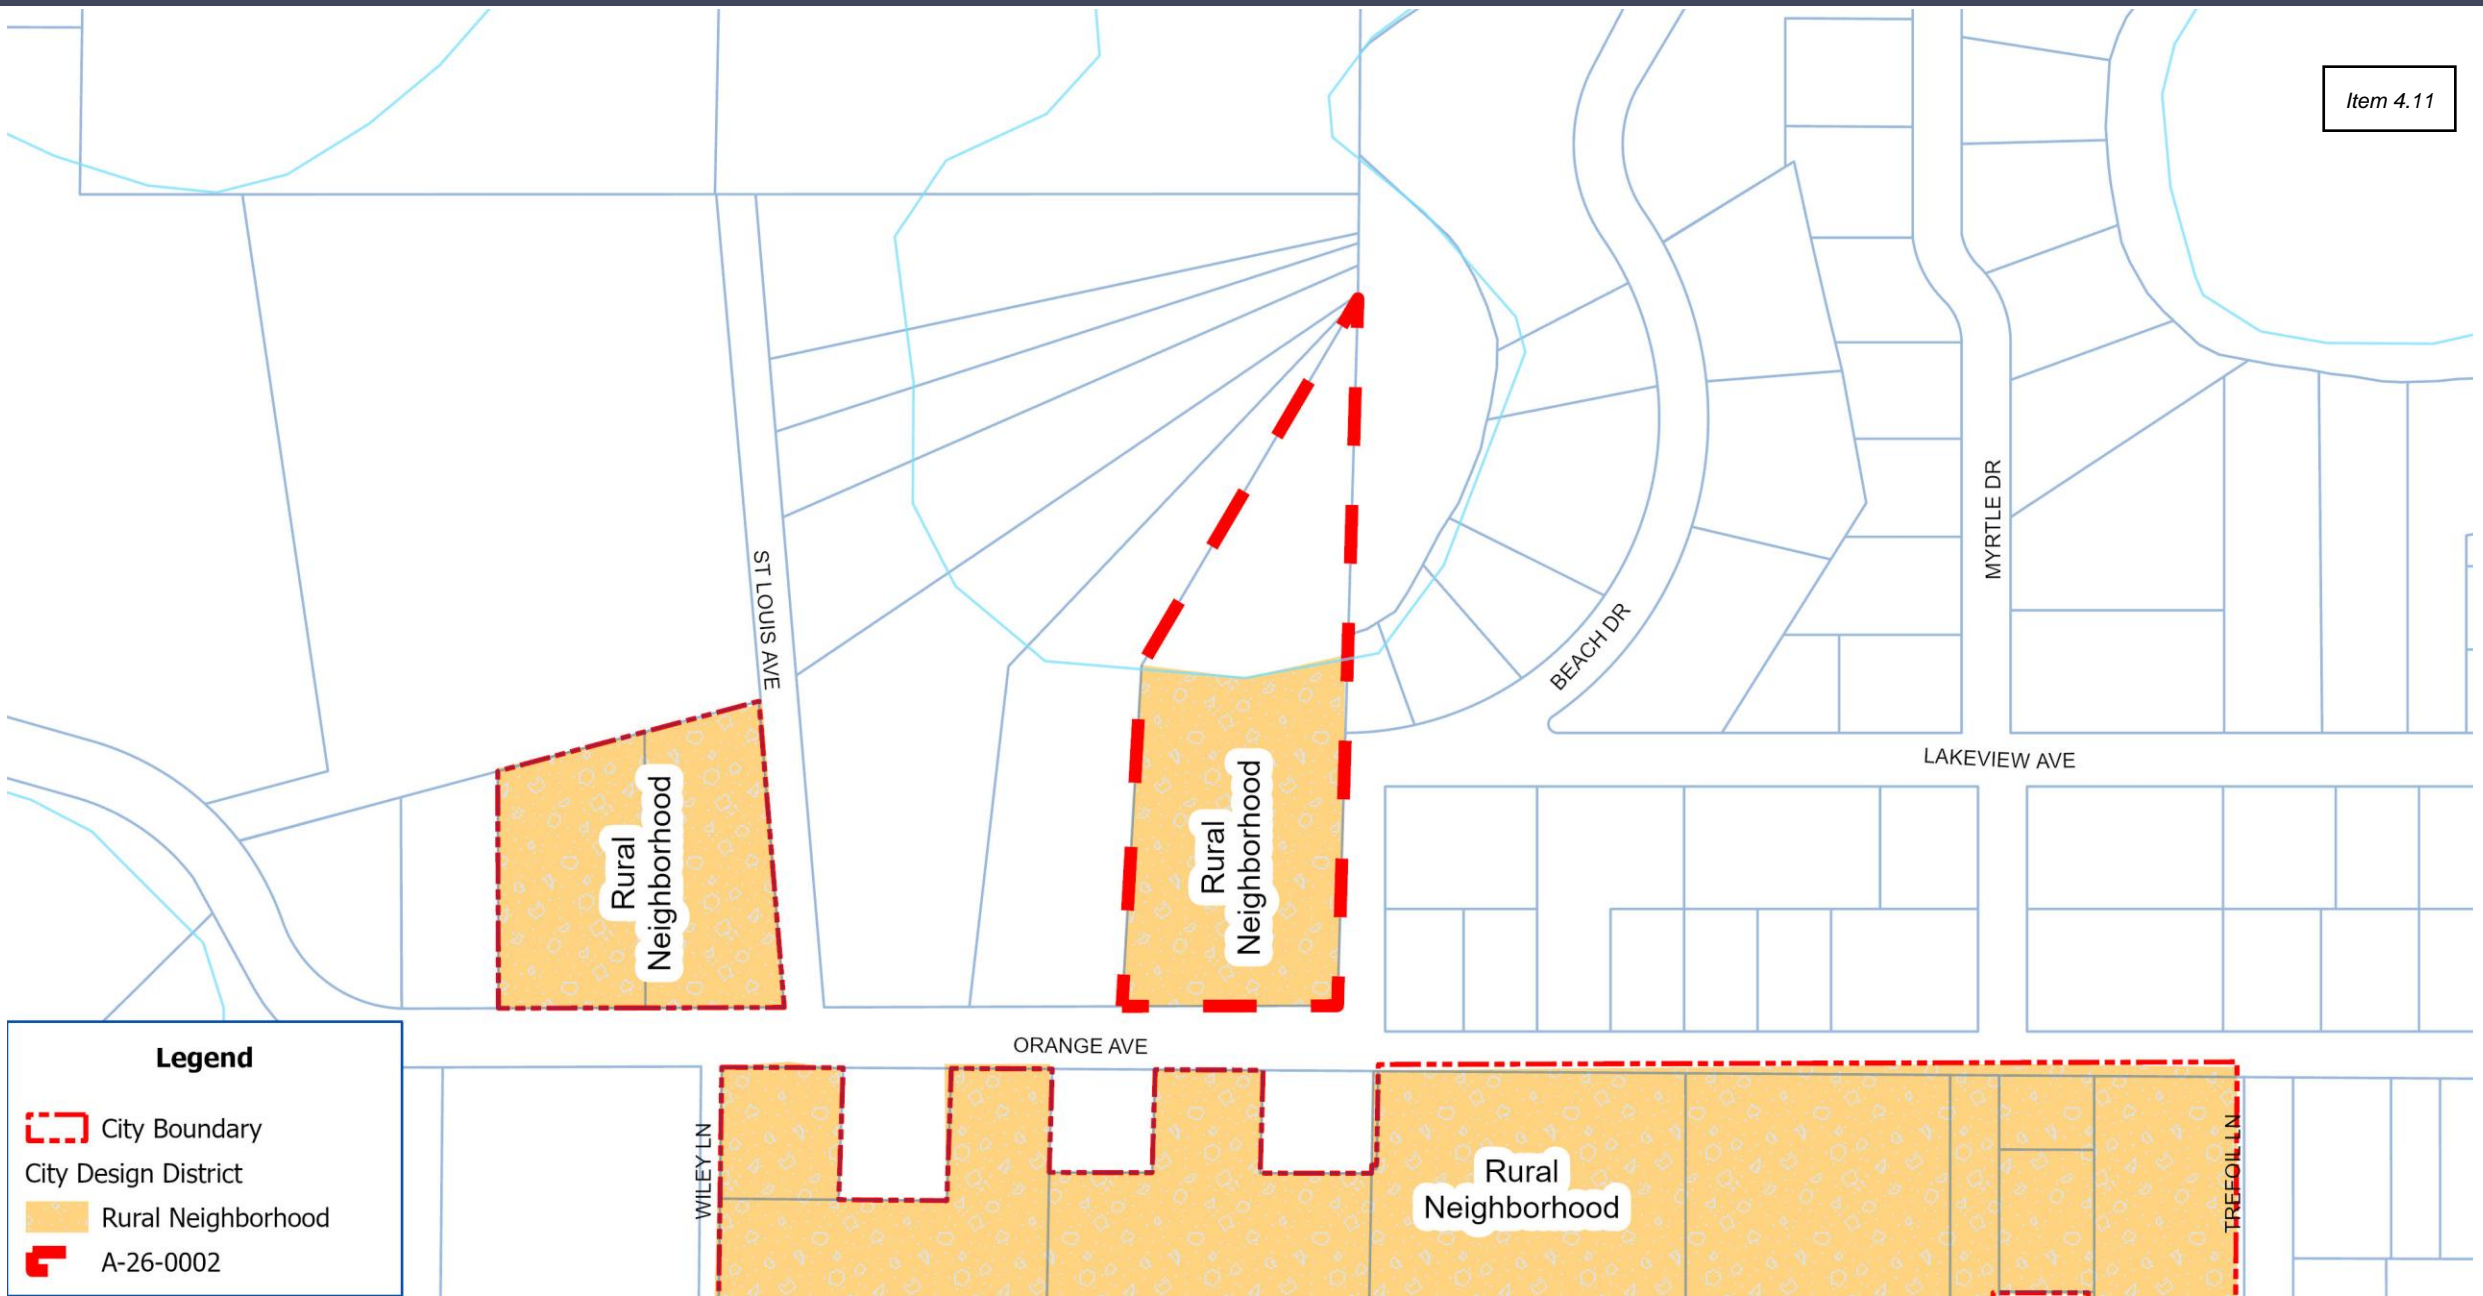 Item 4.11
MYRTLE DR
ST LOUIS AVE
BEACH DR
LAKEVIEW AVE
Rural
Neighborhood
Rural
Neighborhood
ORANGE AVE
WILEY LN
Rural
Neighborhood
TREFOIL LN
Legend
City Boundary
City Design District
Rural Neighborhood
A-26-0002